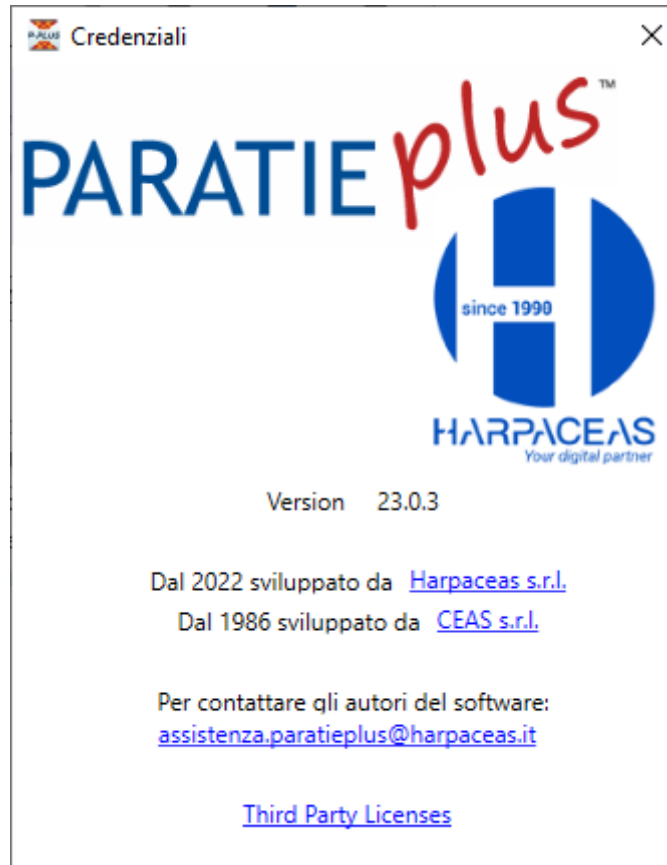 P-PLUS Credenziali
PARATIE plus™
since 1990
HARPACEAS
Your digital partner
Version 23.0.3
Dal 2022 sviluppato da Harpaceas s.r.l.
Dal 1986 sviluppato da CEAS s.r.l.
Per contattare gli autori del software:
assistenza.paratieplus@harpaceas.it
Third Party Licenses